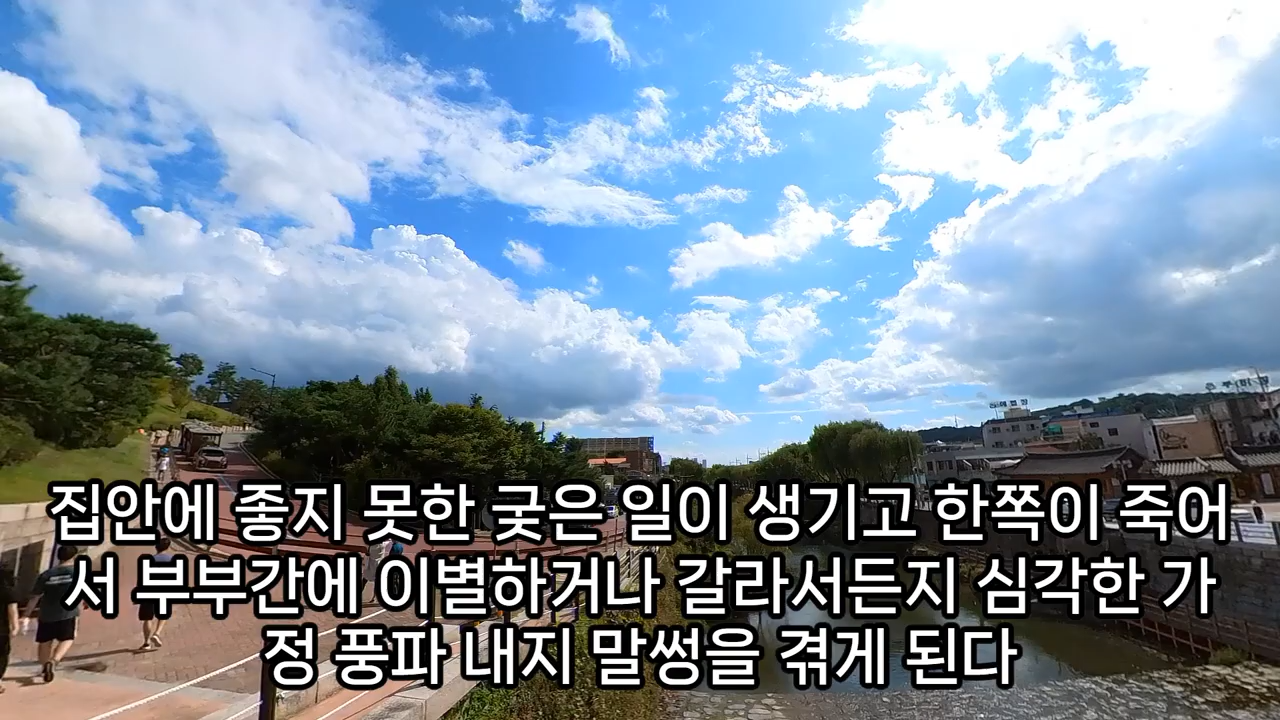 집안에 좋지 못한 궂은 일이 생기고 한쪽이 죽어
서 부부간에 이별하거나 갈라서든지 심각한 가
정 풍파 내지 말썽을 겪게 된다